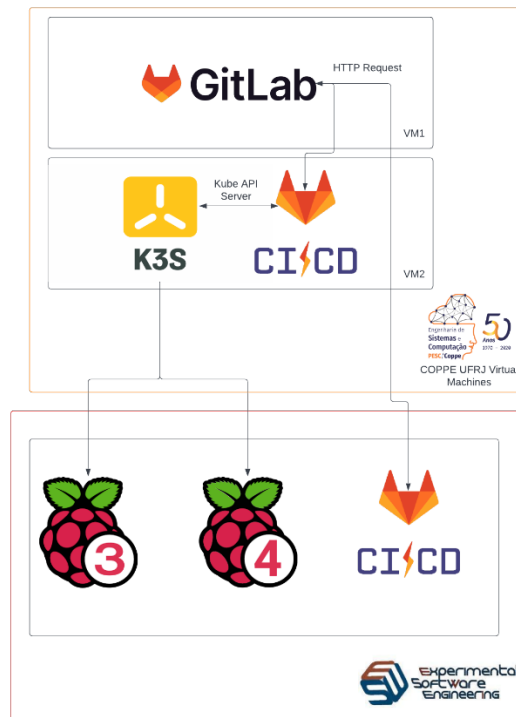 GitLab
HTTP Request
VM1
Kube API
Server
K3S
CI/CD
VM2
Engenharia de
Sistemas e
Computação
PESC/Coppe
50
Anos
COPPE UFRJ Virtual
Machines
3
4
CI/CD
Experimental
Software
Engineering